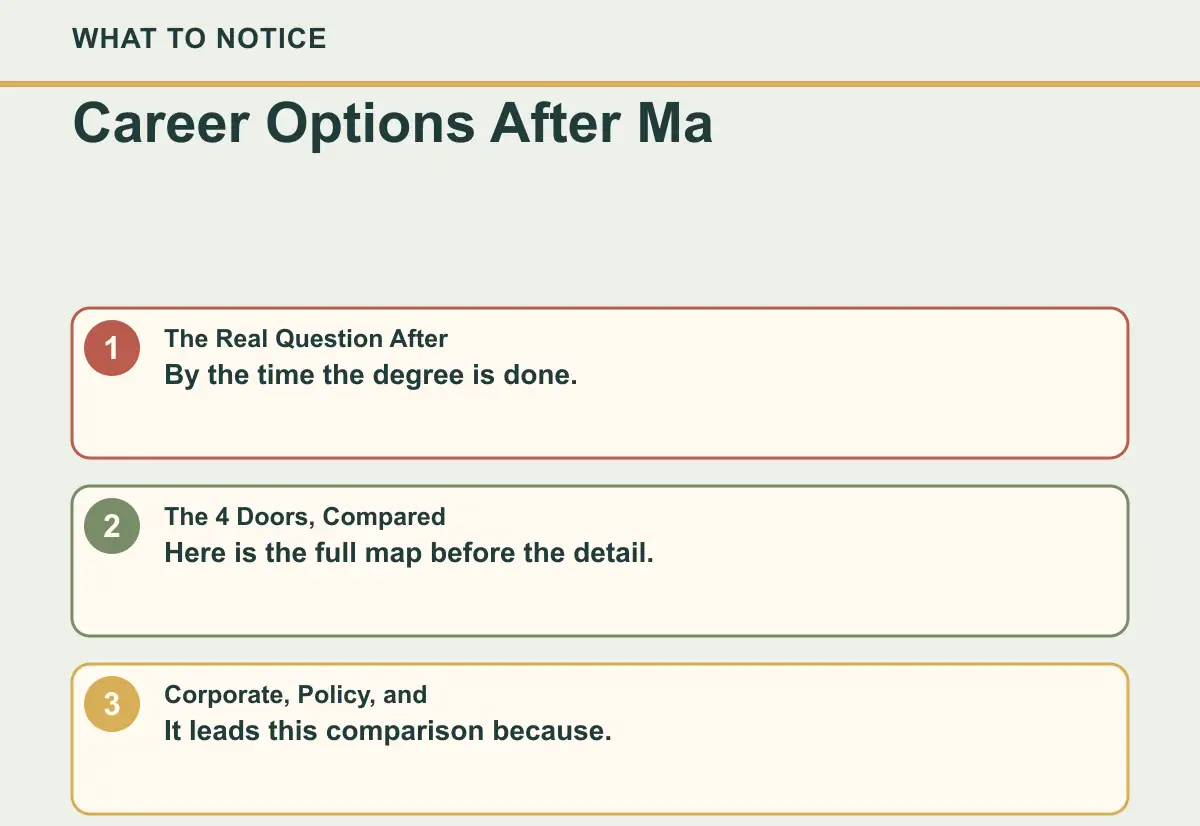 WHAT TO NOTICE
Career Options After Ma
1
The Real Question After
By the time the degree is done.
2
The 4 Doors, Compared
Here is the full map before the detail.
3
Corporate, Policy, and
It leads this comparison because.